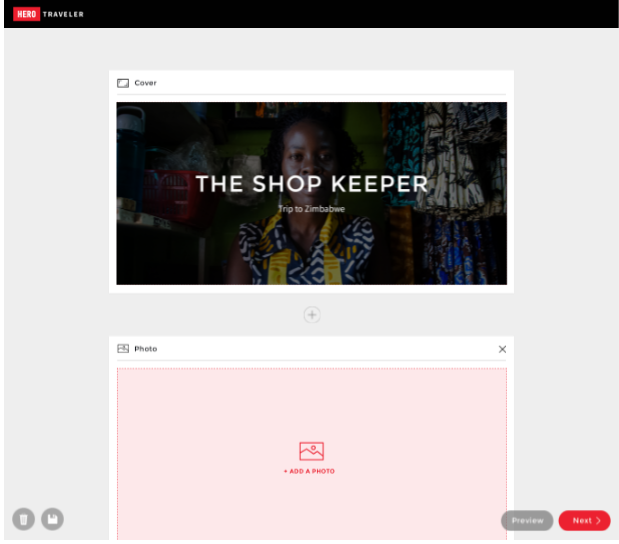 HERO TRAVELER
Cover
THE SHOP KEEPER
Trip to Zimbabwe
Photo
+ ADD A PHOTO
Preview
Next